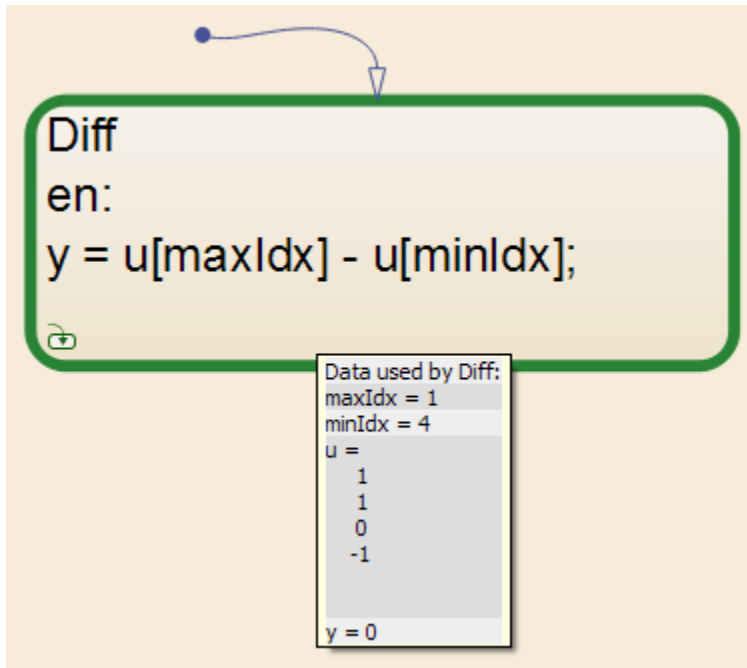 Diff
en:
y = u[maxIdx] - u[minIdx];
Data used by Diff:
maxIdx = 1
minIdx = 4
u =
1
1
0
-1
y = 0